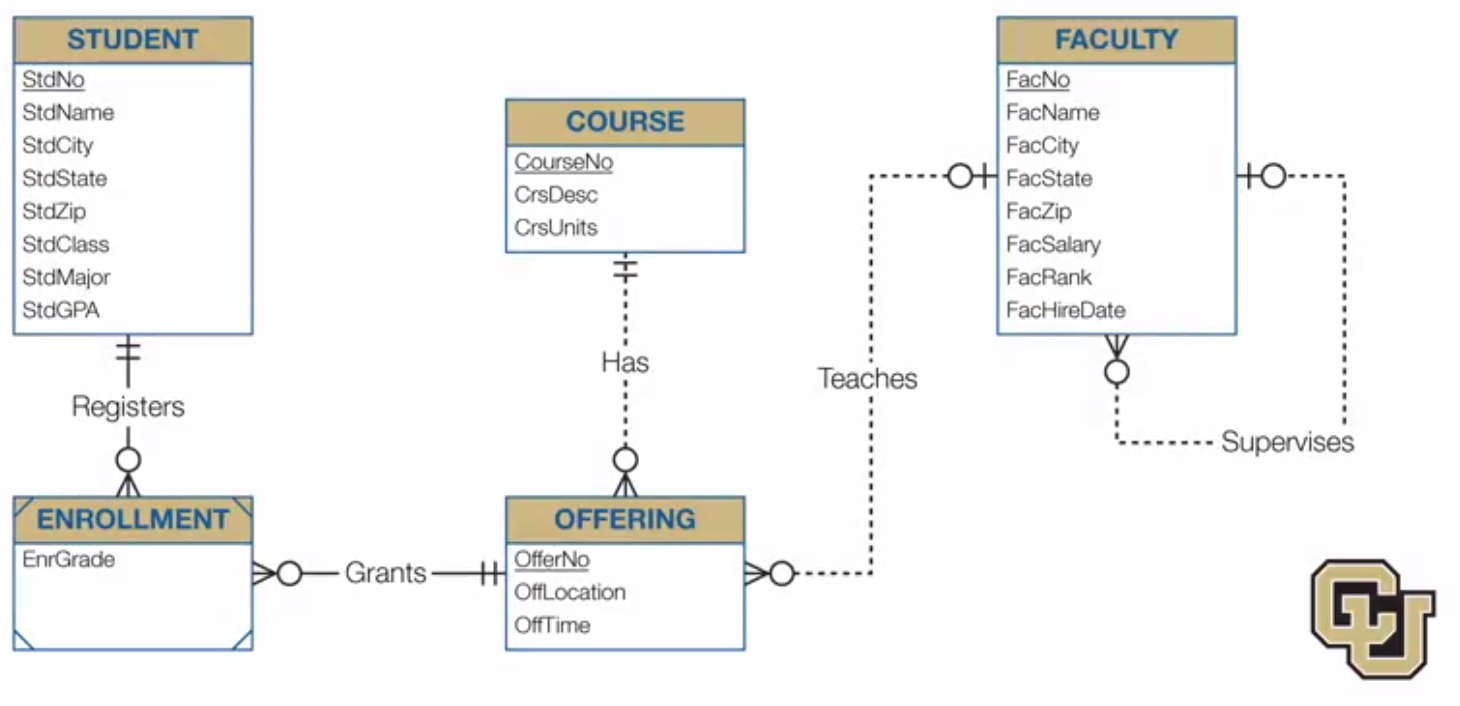 STUDENT
StdNo
StdName
StdCity
StdState
StdZip
StdClass
StdMajor
StdGPA
Registers
ENROLLMENT
EnrGrade
Grants
COURSE
CourseNo
CrsDesc
CrsUnits
Has
OFFERING
OfferNo
OffLocation
OffTime
Teaches
FACULTY
FacNo
FacName
FacCity
FacState
FacZip
FacSalary
FacRank
FacHireDate
Supervises
CU